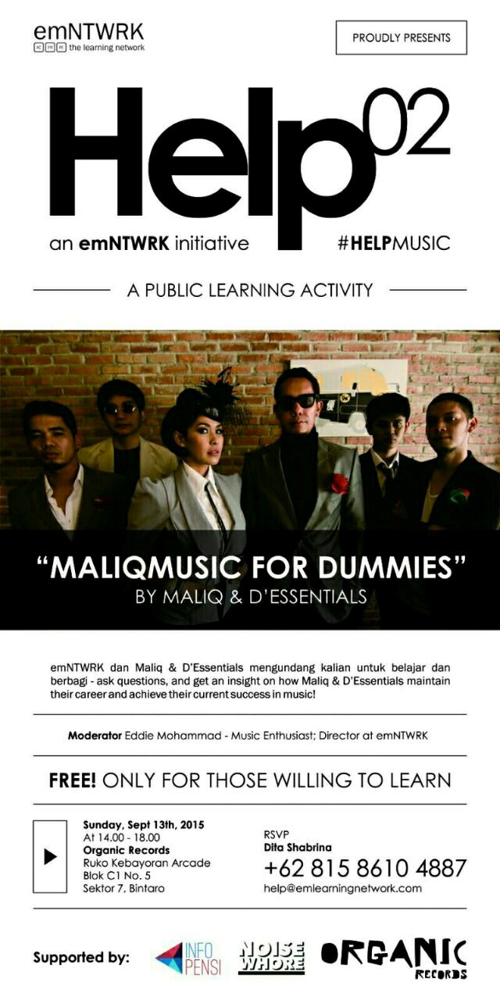 emNTWRK
AC PR PE the learning network
PROUDLY PRESENTS
Help02
an emNTWRK initiative
#HELPMUSIC
A PUBLIC LEARNING ACTIVITY
“MALIQMUSIC FOR DUMMIES”
BY MALIQ & D’ESSENTIALS
emNTWRK dan Maliq & D’Essentials mengundang kalian untuk belajar dan
berbagi - ask questions, and get an insight on how Maliq & D’Essentials maintain
their career and achieve their current success in music!
Moderator Eddie Mohammad - Music Enthusiast; Director at emNTWRK
FREE! ONLY FOR THOSE WILLING TO LEARN
Sunday, Sept 13th, 2015
At 14.00 - 18.00
Organic Records
Ruko Kebayoran Arcade
Blok C1 No. 5
Sektor 7, Bintaro
RSVP
Dita Shabrina
+62 815 8610 4887
help@emlearningnetwork.com
Supported by:
INFO
PENSI
NOISE
WHORE
ORGANIC
RECORDS